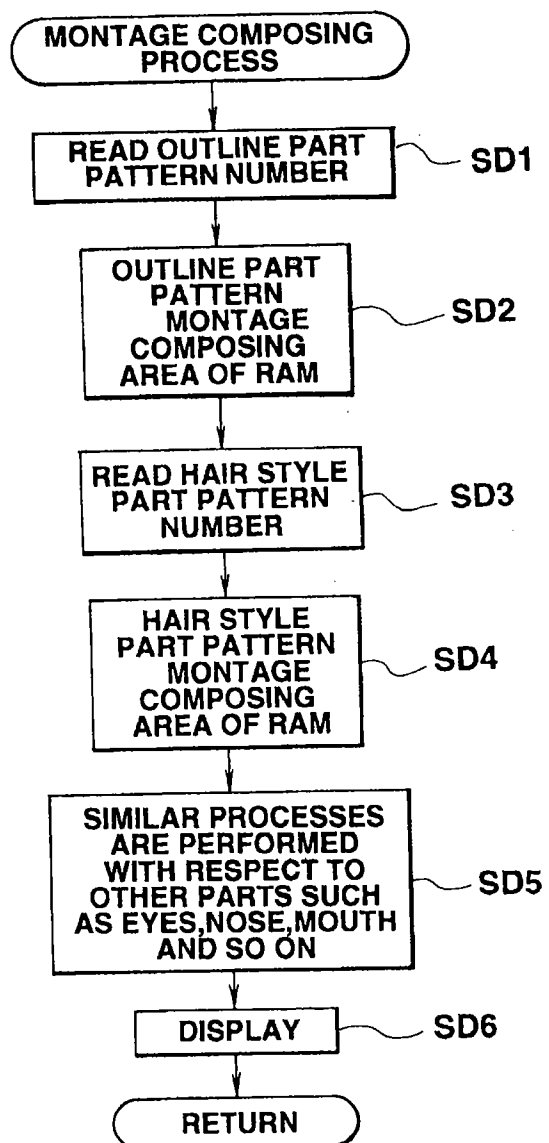 MONTAGE COMPOSING
PROCESS
READ OUTLINE PART
PATTERN NUMBER
SD1
OUTLINE PART
PATTERN
MONTAGE
COMPOSING
AREA OF RAM
SD2
READ HAIR STYLE
PART PATTERN
NUMBER
SD3
HAIR STYLE
PART PATTERN
MONTAGE
COMPOSING
AREA OF RAM
SD4
SIMILAR PROCESSES
ARE PERFORMED
WITH RESPECT TO
OTHER PARTS SUCH
AS EYES,NOSE,MOUTH
AND SO ON
SD5
DISPLAY
SD6
RETURN